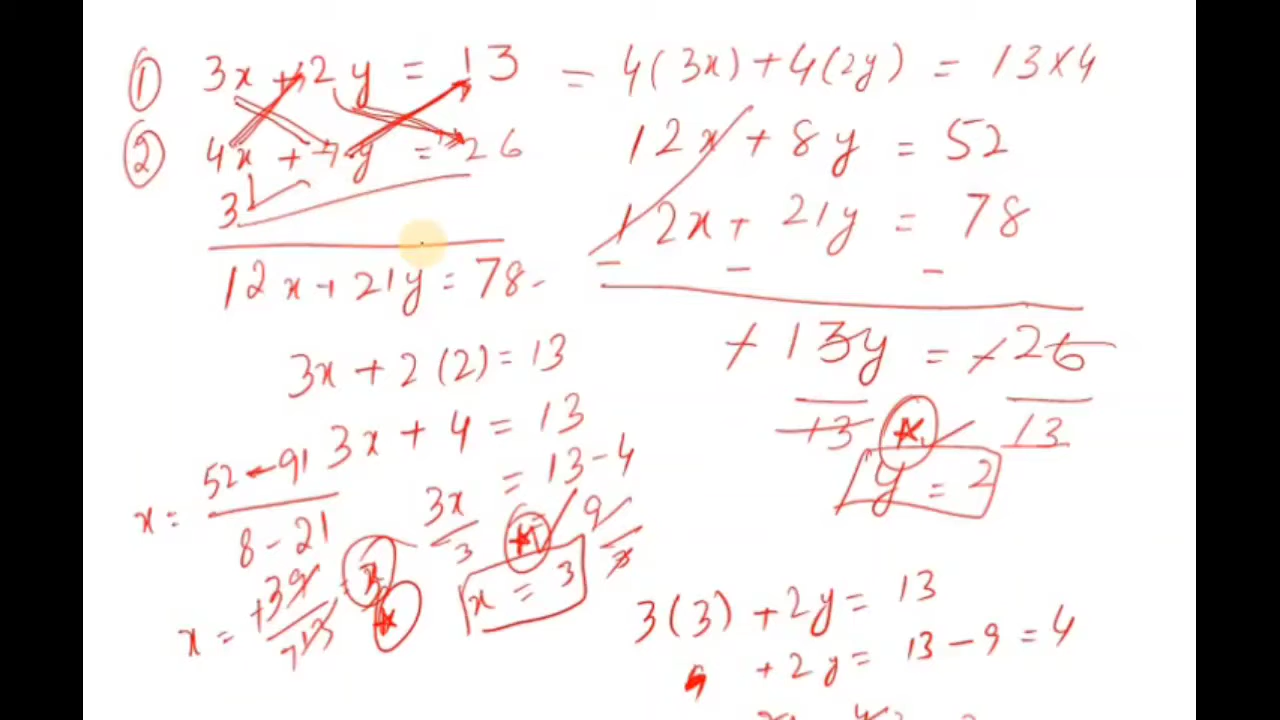 ① 3x + 2y = 13 = 4(3x) + 4(2y) = 13 x 4
② 4x + 7y = 26
3
12x + 21y = 78
12x + 8y = 52
12x + 21y = 78
- - -
-13y = -26
13 13
y = 2
3x + 2(2) = 13
3x + 4 = 13
3x = 13 - 4
3
9
3
x = 3
x = 52 - 91
8 - 21
x = +39 3
13
3(3) + 2y = 13
+ 2y = 13 - 9 = 4